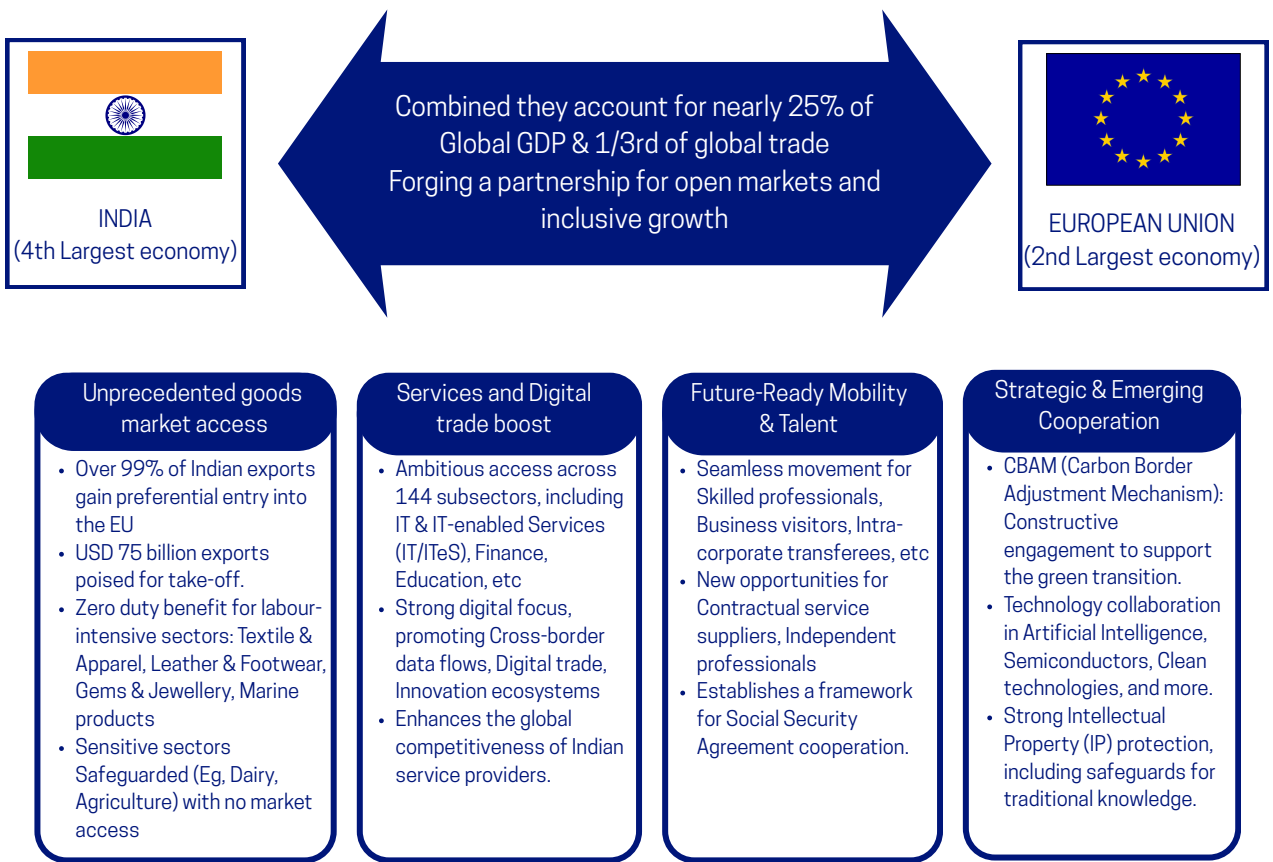 INDIA
(4th Largest economy)
Combined they account for nearly 25% of
Global GDP & 1/3rd of global trade
Forging a partnership for open markets and
inclusive growth
EUROPEAN UNION
(2nd Largest economy)
Unprecedented goods
market access
• Over 99% of Indian exports
gain preferential entry into
the EU
• USD 75 billion exports
poised for take-off.
• Zero duty benefit for labour-
intensive sectors: Textile &
Apparel, Leather & Footwear,
Gems & Jewellery, Marine
products
• Sensitive sectors
Safeguarded (Eg, Dairy,
Agriculture) with no market
access
Services and Digital
trade boost
• Ambitious access across
144 subsectors, including
IT & IT-enabled Services
(IT/ITeS), Finance,
Education, etc
• Strong digital focus,
promoting Cross-border
data flows, Digital trade,
Innovation ecosystems
• Enhances the global
competitiveness of Indian
service providers.
Future-Ready Mobility
& Talent
• Seamless movement for
Skilled professionals,
Business visitors, Intra-
corporate transferees, etc
• New opportunities for
Contractual service
suppliers, Independent
professionals
• Establishes a framework
for Social Security
Agreement cooperation.
Strategic & Emerging
Cooperation
• CBAM (Carbon Border
Adjustment Mechanism):
Constructive
engagement to support
the green transition.
• Technology collaboration
in Artificial Intelligence,
Semiconductors, Clean
technologies, and more.
• Strong Intellectual
Property (IP) protection,
including safeguards for
traditional knowledge.